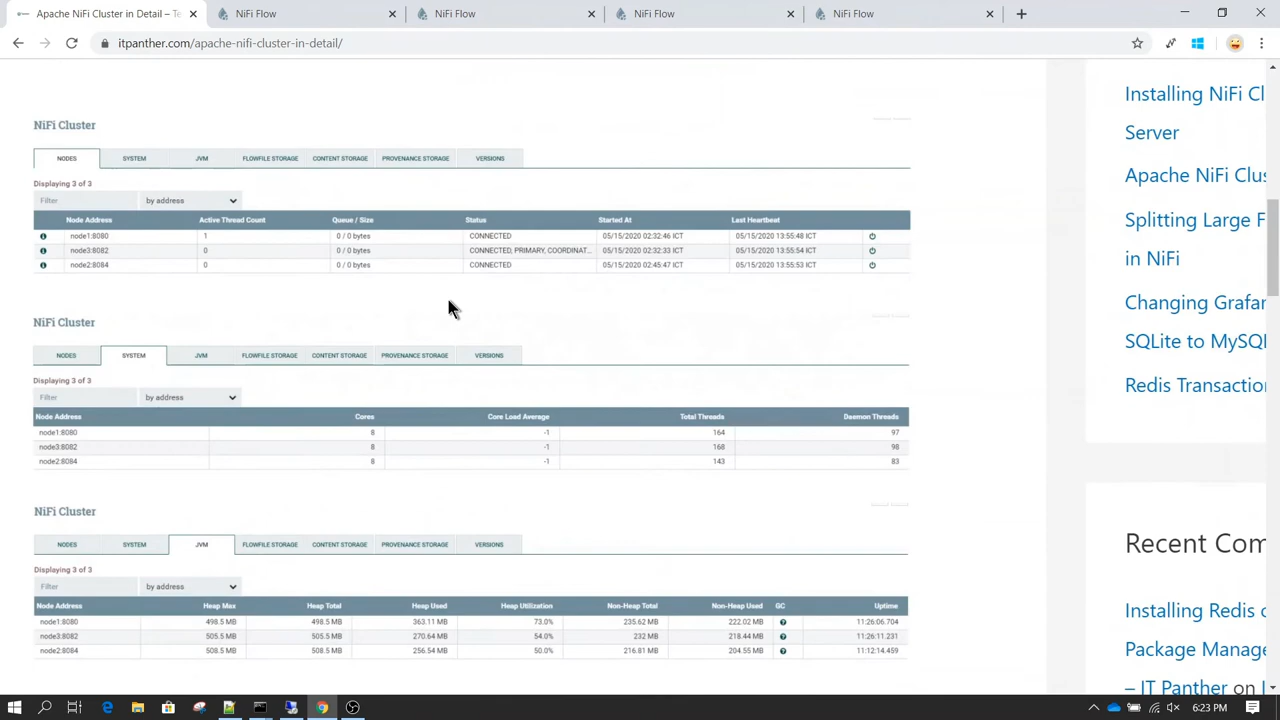 Apache NiFi Cluster in Detail – Te
NiFi Flow
NiFi Flow
NiFi Flow
NiFi Flow
itpanther.com/apache-nifi-cluster-in-detail/
NiFi Cluster
NODES SYSTEM JVM FLOWFILE STORAGE CONTENT STORAGE PROVENANCE STORAGE VERSIONS
Displaying 3 of 3
Filter by address
Node Address Active Thread Count Queue / Size Status Started At Last Heartbeat
node1:8080 1 0 / 0 bytes CONNECTED 05/15/2020 02:32:46 ICT 05/15/2020 13:55:48 ICT
node3:8082 0 0 / 0 bytes CONNECTED, PRIMARY, COORDINAT... 05/15/2020 02:32:33 ICT 05/15/2020 13:55:54 ICT
node2:8084 0 0 / 0 bytes CONNECTED 05/15/2020 02:45:47 ICT 05/15/2020 13:55:53 ICT
NiFi Cluster
NODES SYSTEM JVM FLOWFILE STORAGE CONTENT STORAGE PROVENANCE STORAGE VERSIONS
Displaying 3 of 3
Filter by address
Node Address Cores Core Load Average Total Threads Daemon Threads
node1:8080 8 -1 164 97
node3:8082 8 -1 168 98
node2:8084 8 -1 143 83
NiFi Cluster
NODES SYSTEM JVM FLOWFILE STORAGE CONTENT STORAGE PROVENANCE STORAGE VERSIONS
Displaying 3 of 3
Filter by address
Node Address Heap Max Heap Total Heap Used Heap Utilization Non-Heap Total Non-Heap Used GC Uptime
node1:8080 498.5 MB 498.5 MB 363.11 MB 73.0% 235.62 MB 222.02 MB 11:26:06.704
node3:8082 505.5 MB 505.5 MB 270.64 MB 54.0% 232 MB 218.44 MB 11:26:11.231
node2:8084 508.5 MB 508.5 MB 256.54 MB 50.0% 216.81 MB 204.55 MB 11:12:14.459
Installing NiFi Cl
Server
Apache NiFi Clus
Splitting Large F
in NiFi
Changing Grafar
SQLite to MySQL
Redis Transactio
Recent Com
Installing Redis o
Package Manage
– IT Panther on
6:23 PM